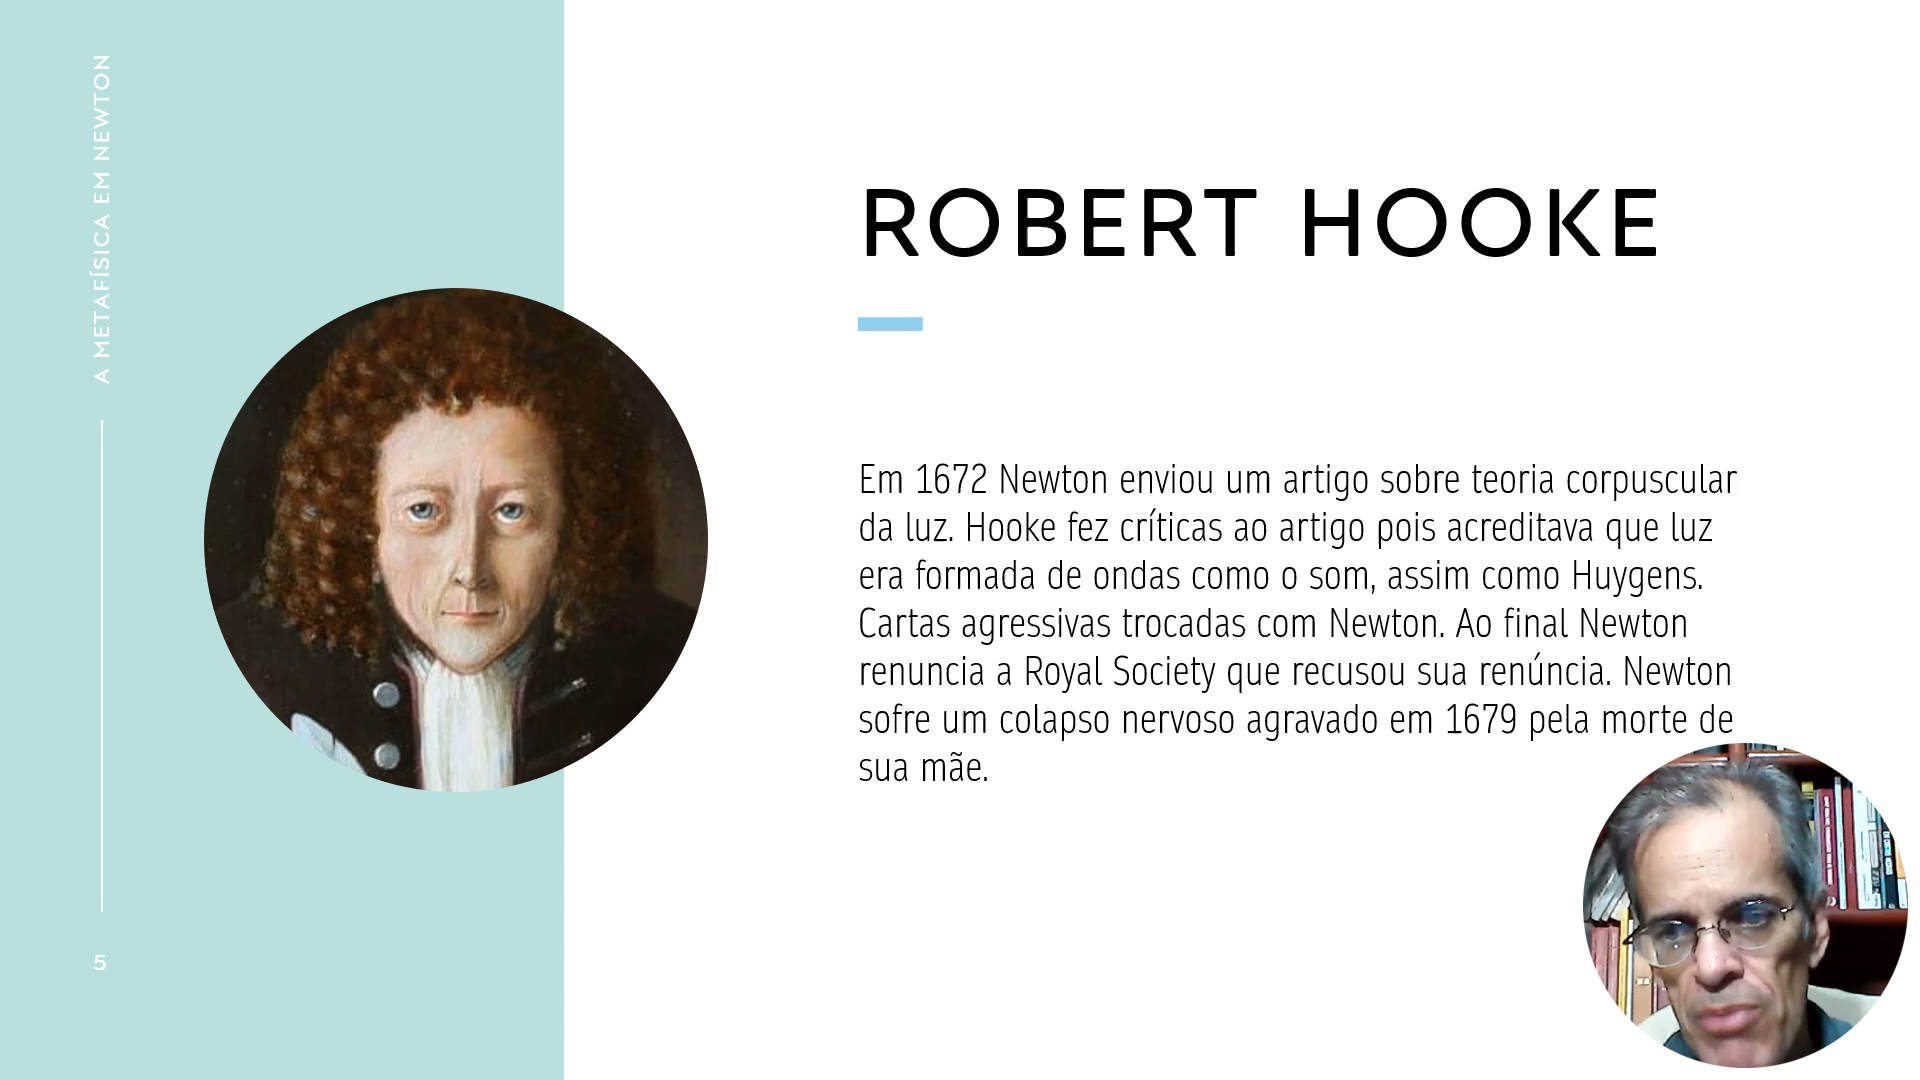 A METAFÍSICA EM NEWTON
5
ROBERT HOOKE
Em 1672 Newton enviou um artigo sobre teoria corpuscular
da luz. Hooke fez críticas ao artigo pois acreditava que luz
era formada de ondas como o som, assim como Huygens.
Cartas agressivas trocadas com Newton. Ao final Newton
renuncia a Royal Society que recusou sua renúncia. Newton
sofre um colapso nervoso agravado em 1679 pela morte de
sua mãe.